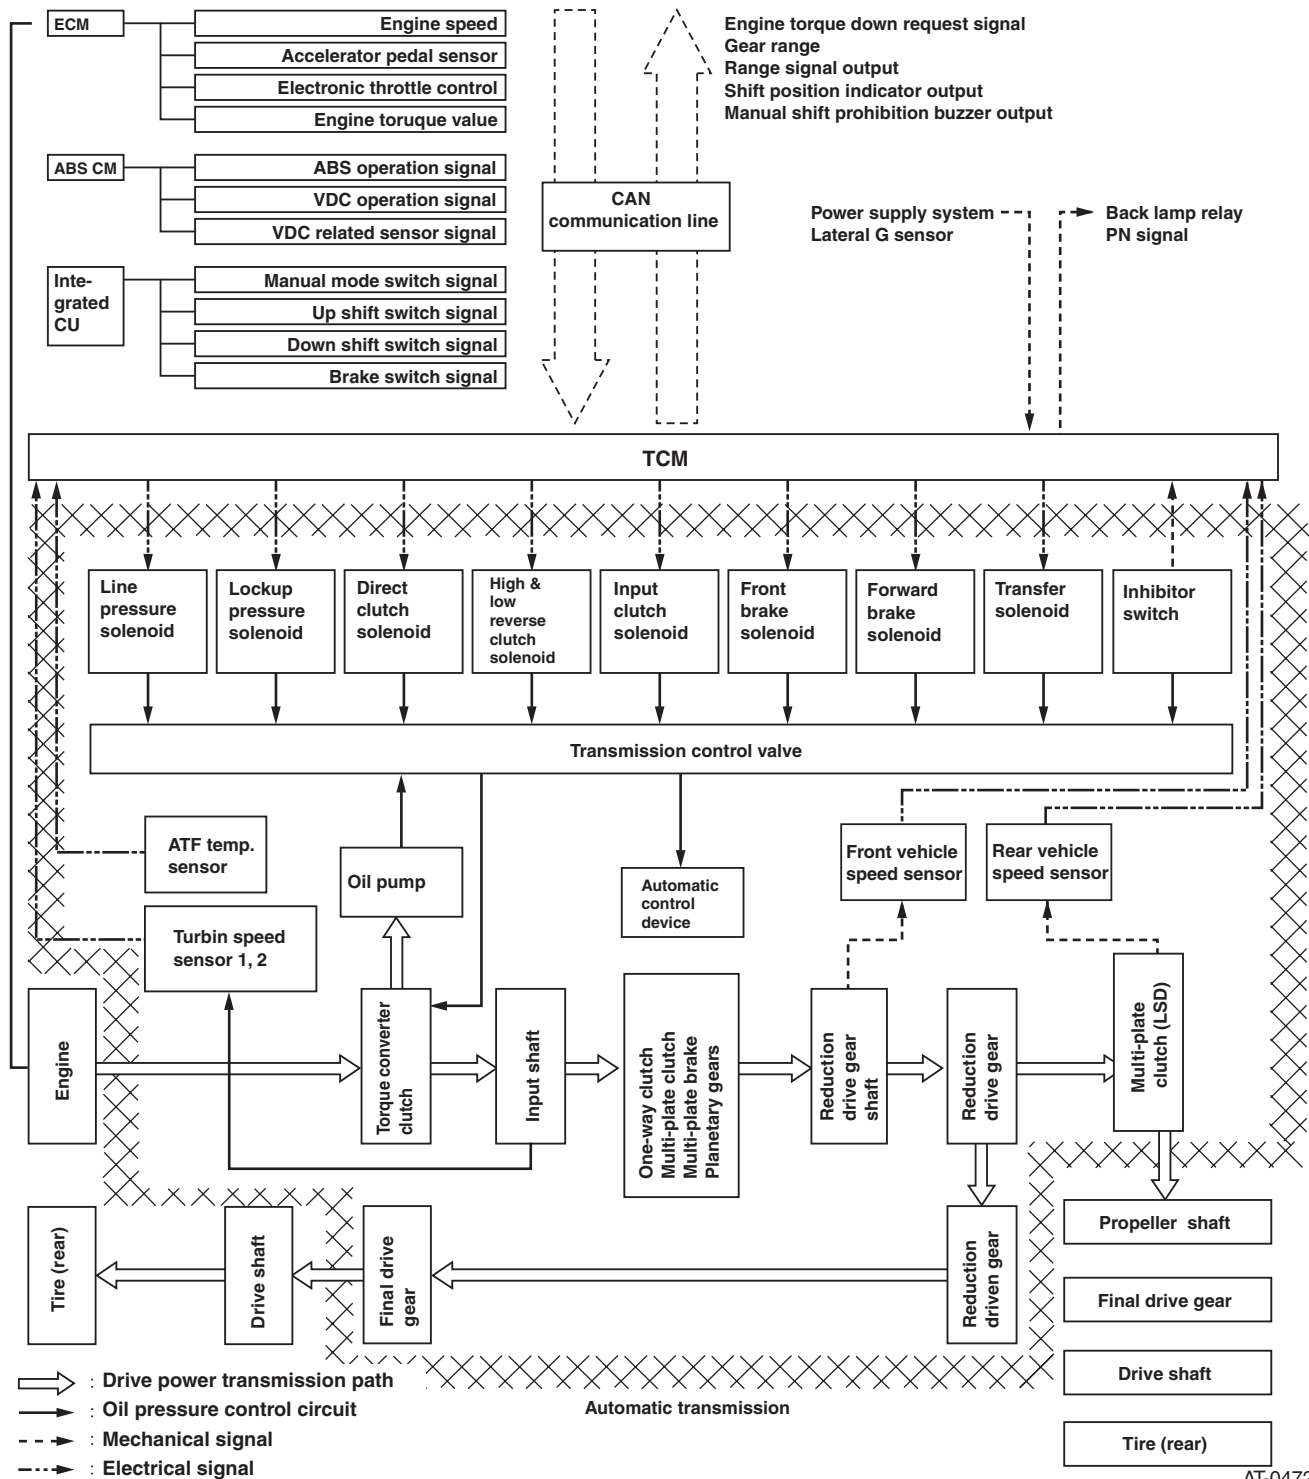 ECM
Engine speed
Accelerator pedal sensor
Electronic throttle control
Engine toruque value
ABS CM
ABS operation signal
VDC operation signal
VDC related sensor signal
Inte-
grated
CU
Manual mode switch signal
Up shift switch signal
Down shift switch signal
Brake switch signal
CAN
communication line
Engine torque down request signal
Gear range
Range signal output
Shift position indicator output
Manual shift prohibition buzzer output
Power supply system
Lateral G sensor
Back lamp relay
PN signal
TCM
Line
pressure
solenoid
Lockup
pressure
solenoid
Direct
clutch
solenoid
High &
low
reverse
clutch
solenoid
Input
clutch
solenoid
Front
brake
solenoid
Forward
brake
solenoid
Transfer
solenoid
Inhibitor
switch
Transmission control valve
ATF temp.
sensor
Oil pump
Automatic
control
device
Front vehicle
speed sensor
Rear vehicle
speed sensor
Turbin speed
sensor 1, 2
Engine
Torque converter
clutch
Input shaft
One-way clutch
Multi-plate clutch
Multi-plate brake
Planetary gears
Reduction
drive gear
shaft
Reduction
drive gear
Multi-plate
clutch (LSD)
Tire (rear)
Drive shaft
Final drive
gear
Reduction
driven gear
Propeller shaft
Final drive gear
Drive shaft
Tire (rear)
: Drive power transmission path
: Oil pressure control circuit
: Mechanical signal
: Electrical signal
Automatic transmission